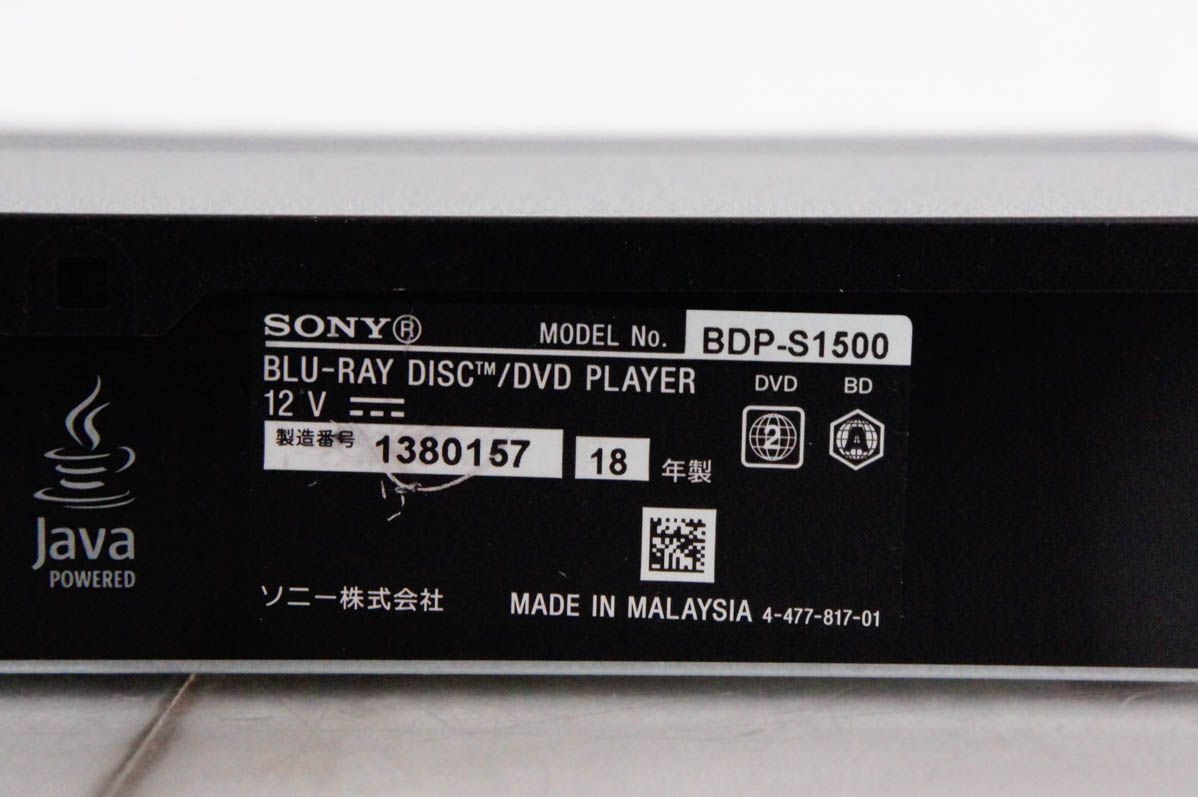 SONY® MODEL No. BDP-S1500
BLU-RAY DISC™/DVD PLAYER
12 V
DVD BD
2 A
製造番号 1380157 18 年製
Java
POWERED
ソニー株式会社 MADE IN MALAYSIA 4-477-817-01